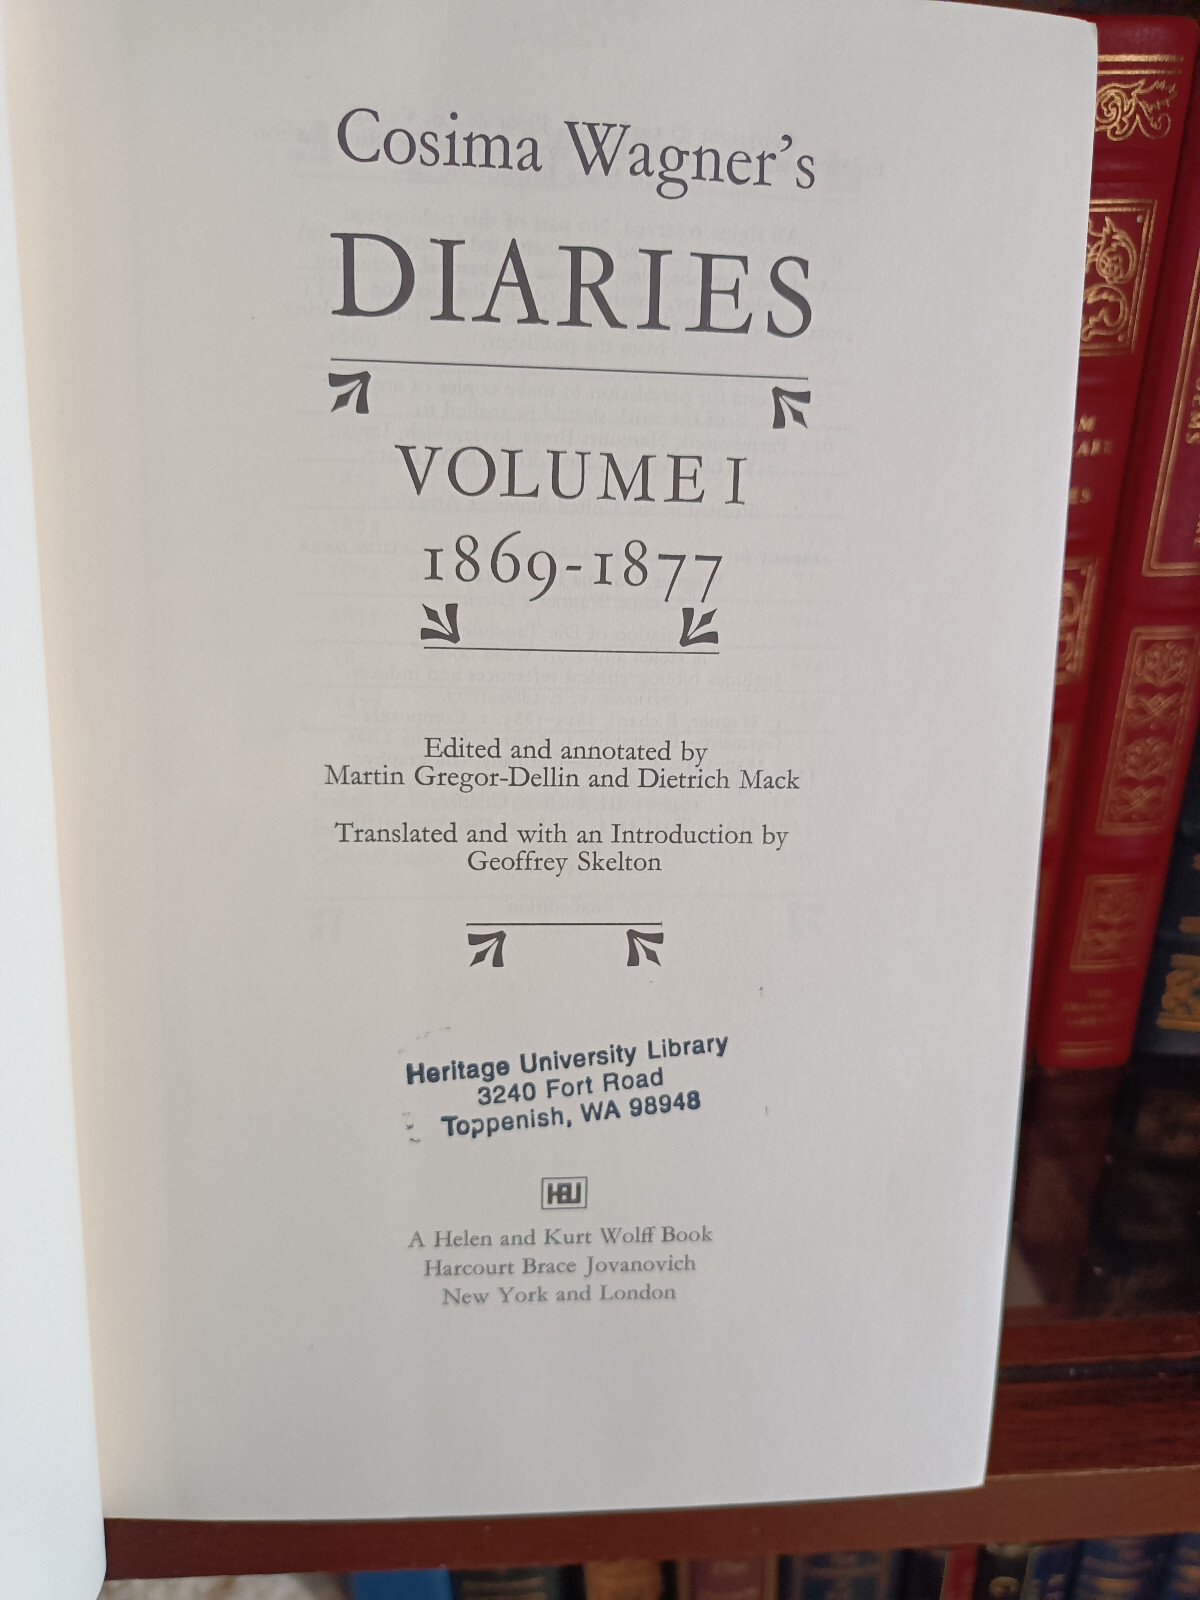 Cosima Wagner's
DIARIES
VOLUME I
1869-1877
Edited and annotated by
Martin Gregor-Dellin and Dietrich Mack
Translated and with an Introduction by
Geoffrey Skelton
Heritage University Library
3240 Fort Road
Toppenish, WA 98948
HBJ
A Helen and Kurt Wolff Book
Harcourt Brace Jovanovich
New York and London